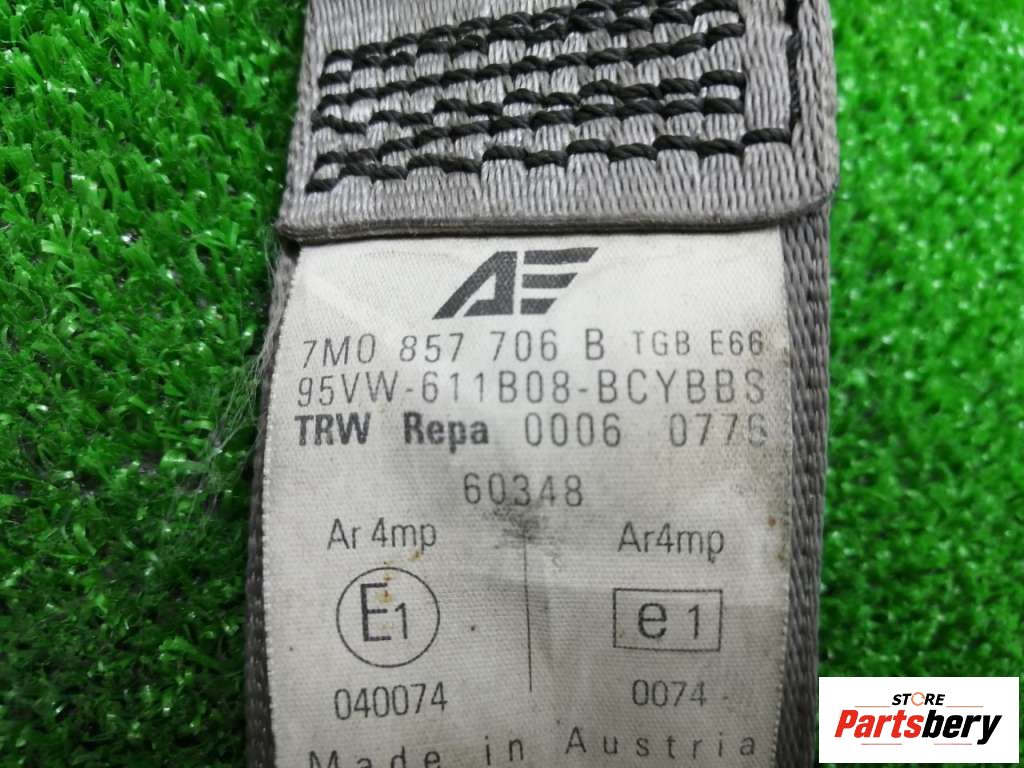 AE
7M0 857 706 B TGB E66
95VW-611B08-BCYBBS
TRW Repa 0006 0776
60348
Ar 4mp Ar4mp
E1 e1
040074 0074
Made in Austria
STORE
Partsbery